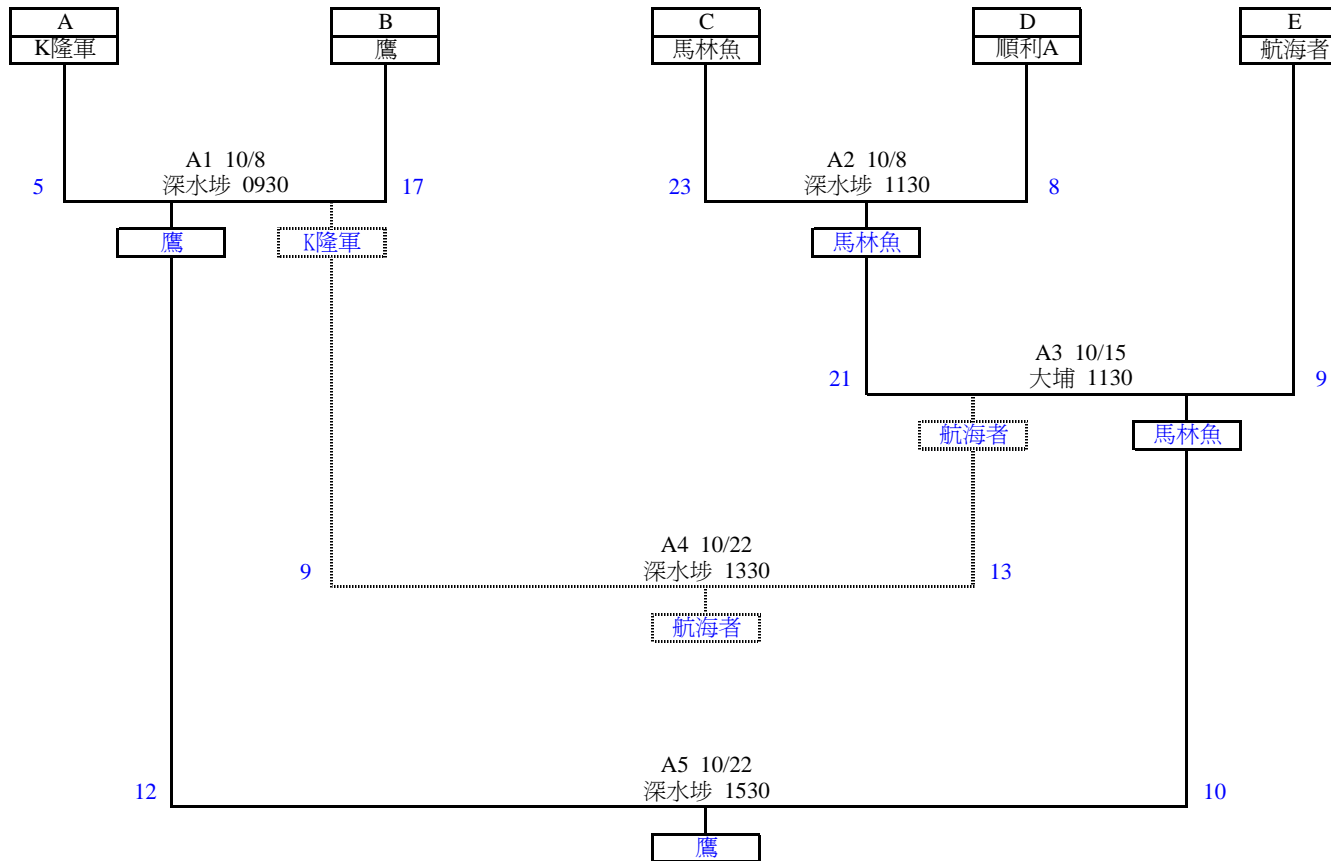 A
B
C
D
E
K隆軍
鷹
馬林魚
順利A
航海者
A1 10/8
深水埗 0930
5
17
A2 10/8
深水埗 1130
23
8
鷹
K隆軍
馬林魚
A3 10/15
大埔 1130
21
9
航海者
馬林魚
A4 10/22
深水埗 1330
9
13
航海者
A5 10/22
深水埗 1530
12
10
鷹